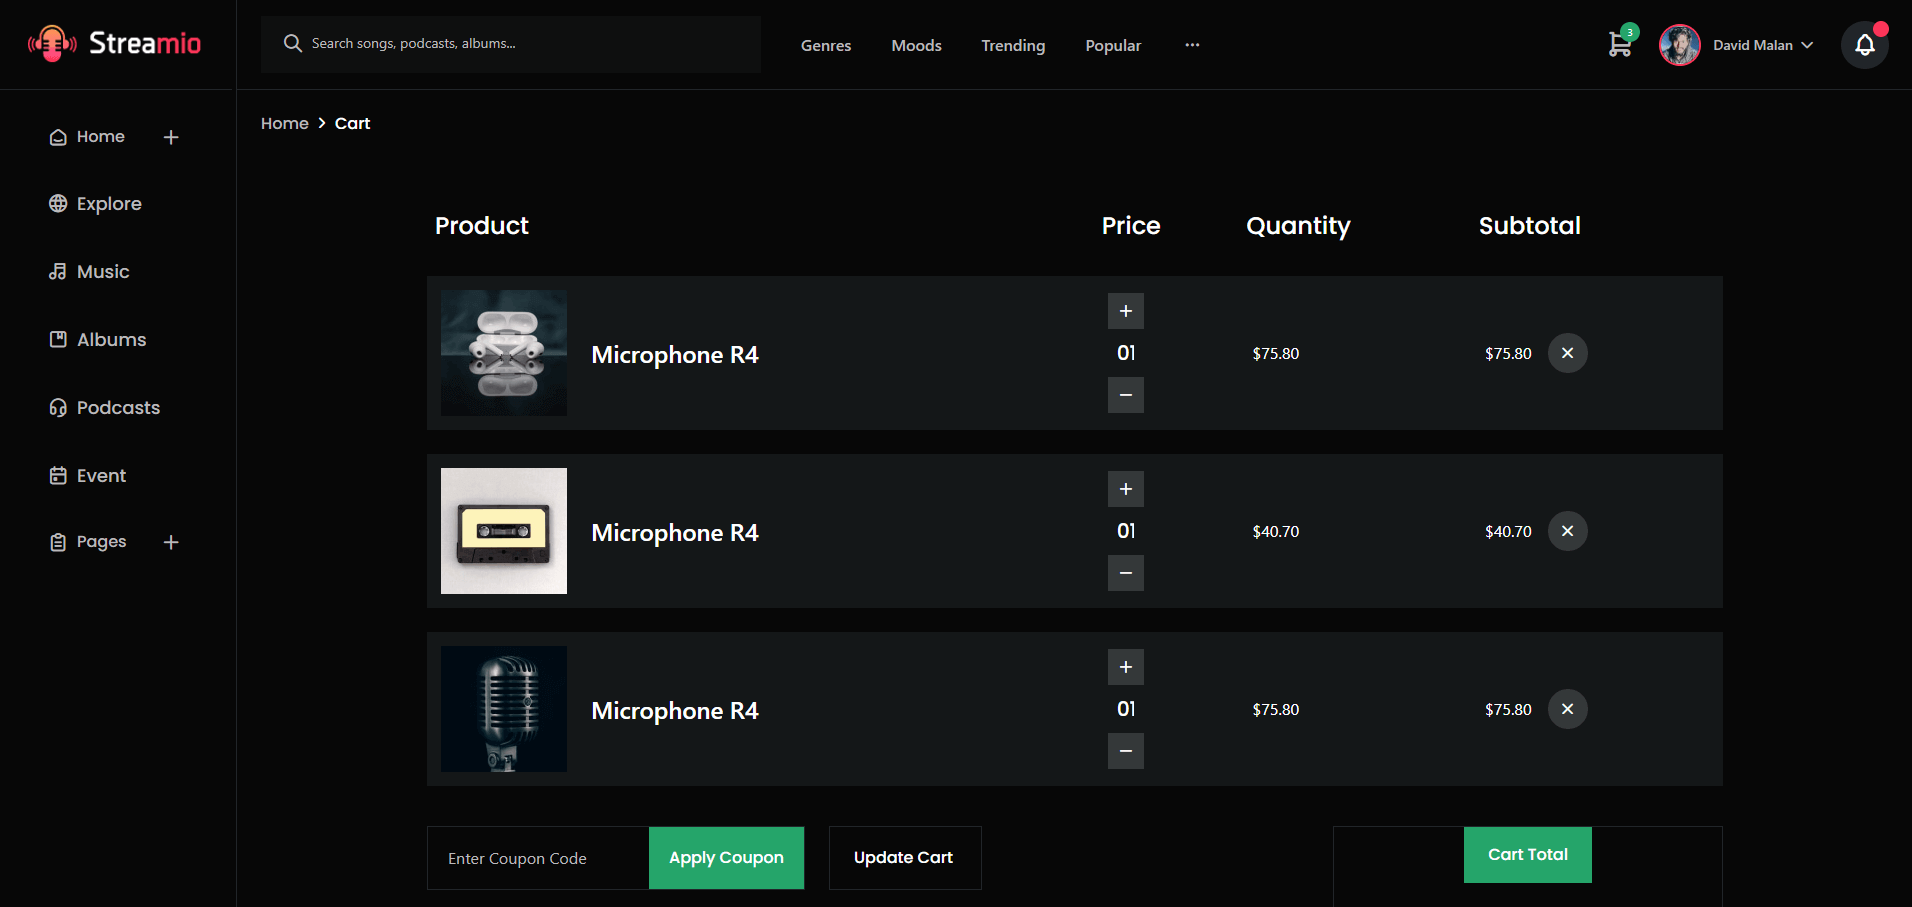 Streamio
Search songs, podcasts, albums...
Genres
Moods
Trending
Popular
3
David Malan
Home
Explore
Music
Albums
Podcasts
Event
Pages
Home > Cart
Product Price Quantity Subtotal
Microphone R4
+
01
−
$75.80
$75.80
Microphone R4
+
01
−
$40.70
$40.70
Microphone R4
+
01
−
$75.80
$75.80
Enter Coupon Code
Apply Coupon
Update Cart
Cart Total